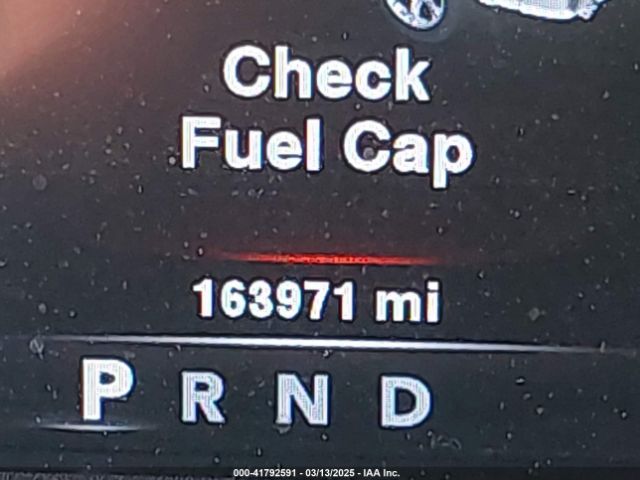 Check
Fuel Cap
163971 mi
P R N D
000-41792591 - 03/13/2025 - IAA Inc.